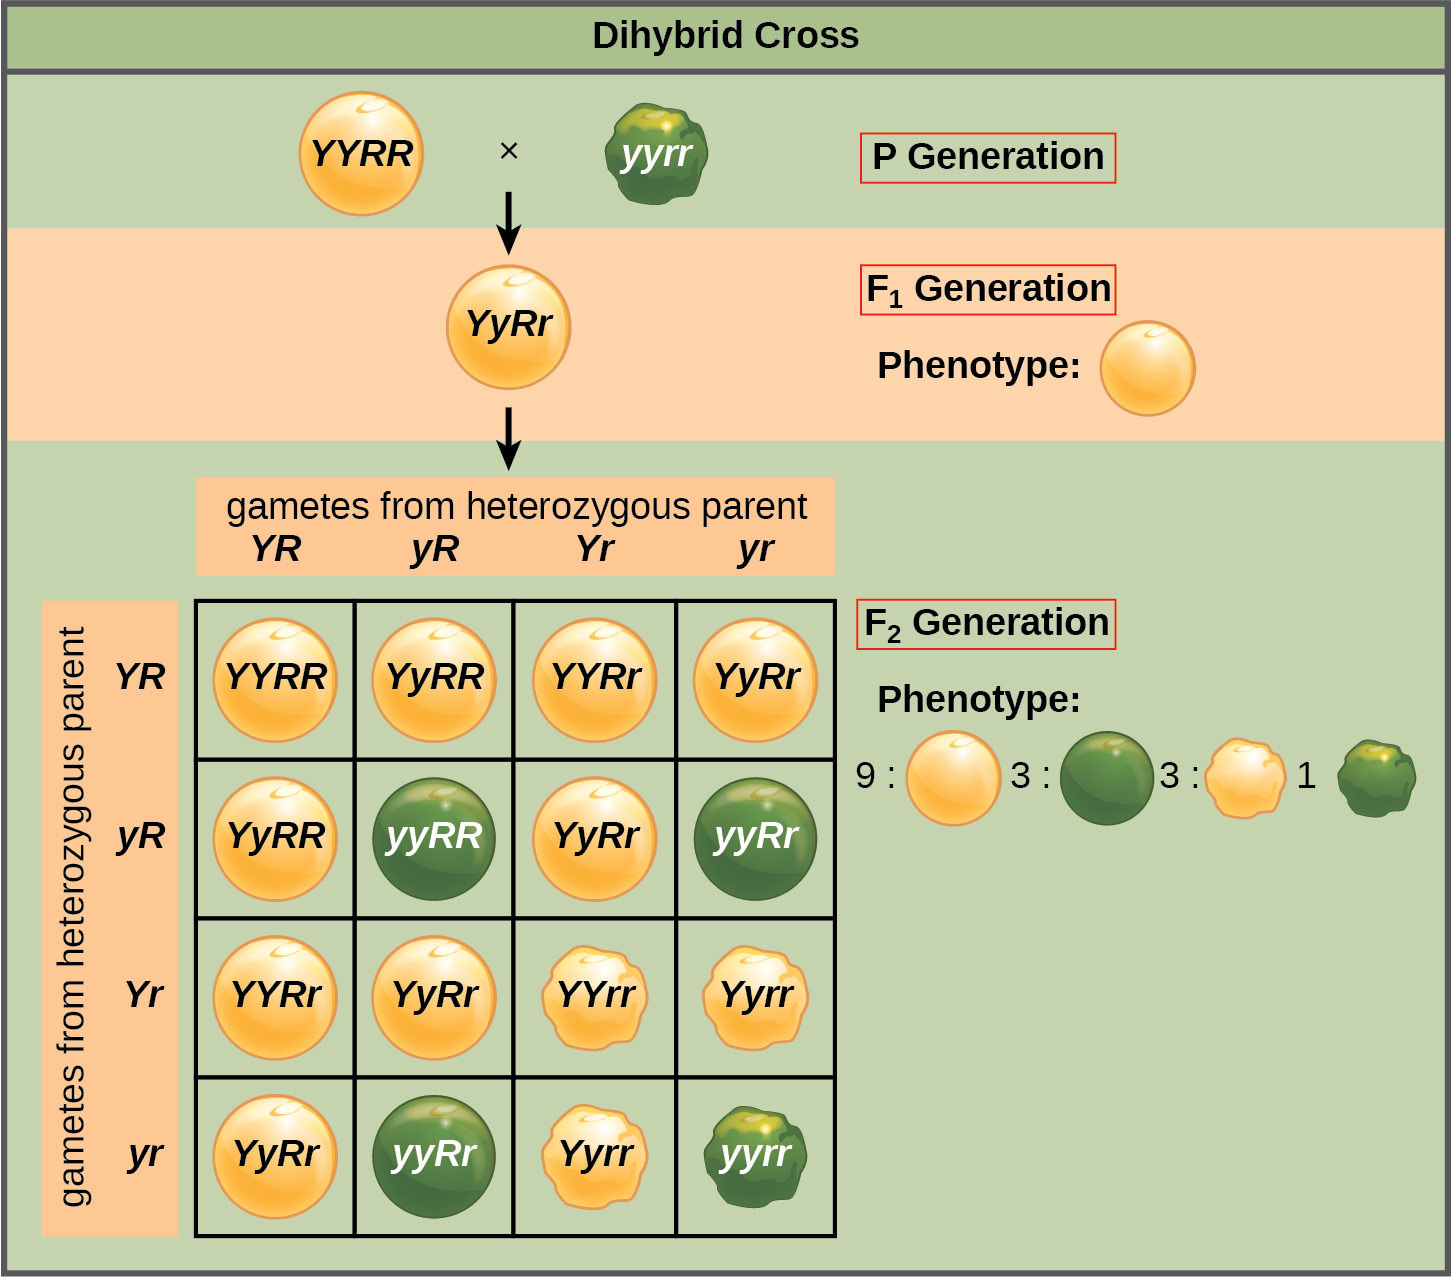 Dihybrid Cross
YYRR × yyrr P Generation
F₁ Generation
YyRr
Phenotype:
gametes from heterozygous parent
YR yR Yr yr
gametes from heterozygous parent
F₂ Generation
YR YYRR YyRR YYRr YyRr
Phenotype:
9 : 3 : 3 : 1
yR YyRR yyRR YyRr yyRr
Yr YYRr YyRr YYrr Yyrr
yr YyRr yyRr Yyrr yyrr